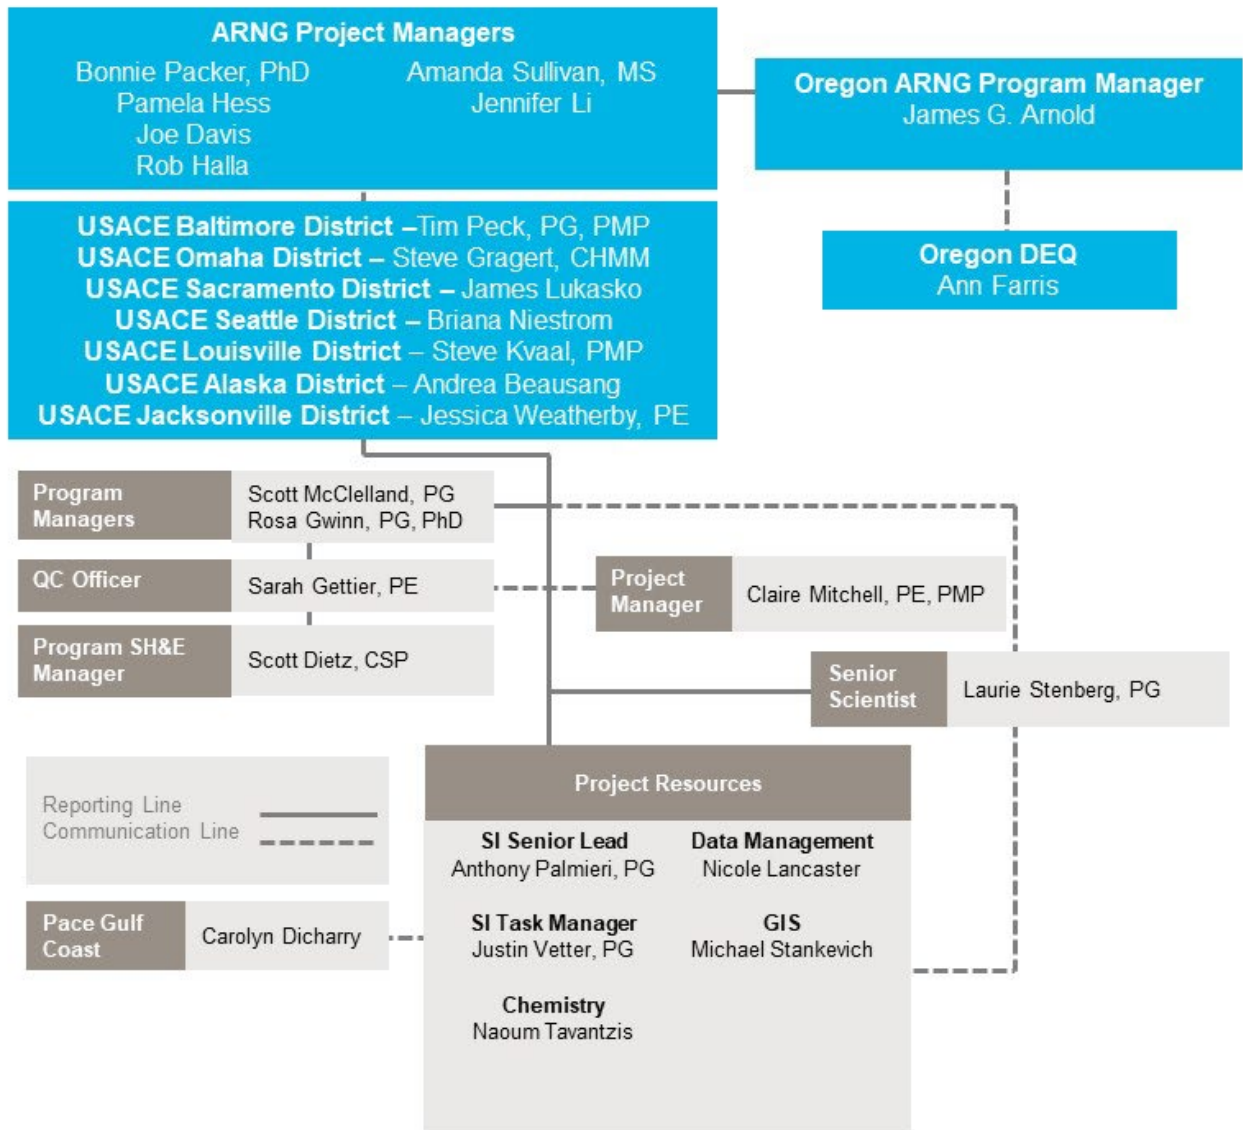 ARNG Project Managers
Bonnie Packer, PhD
Pamela Hess
Joe Davis
Rob Halla
Amanda Sullivan, MS
Jennifer Li
Oregon ARNG Program Manager
James G. Arnold
Oregon DEQ
Ann Farris
USACE Baltimore District –Tim Peck, PG, PMP
USACE Omaha District – Steve Gragert, CHMM
USACE Sacramento District – James Lukasko
USACE Seattle District – Briana Niestrom
USACE Louisville District – Steve Kvaal, PMP
USACE Alaska District – Andrea Beausang
USACE Jacksonville District – Jessica Weatherby, PE
Program
Managers
Scott McClelland, PG
Rosa Gwinn, PG, PhD
QC Officer
Sarah Gettier, PE
Project
Manager
Claire Mitchell, PE, PMP
Program SH&E
Manager
Scott Dietz, CSP
Senior
Scientist
Laurie Stenberg, PG
Reporting Line
Communication Line
Project Resources
SI Senior Lead
Anthony Palmieri, PG
Data Management
Nicole Lancaster
Pace Gulf
Coast
Carolyn Dicharry
SI Task Manager
Justin Vetter, PG
GIS
Michael Stankevich
Chemistry
Naoum Tavantzis